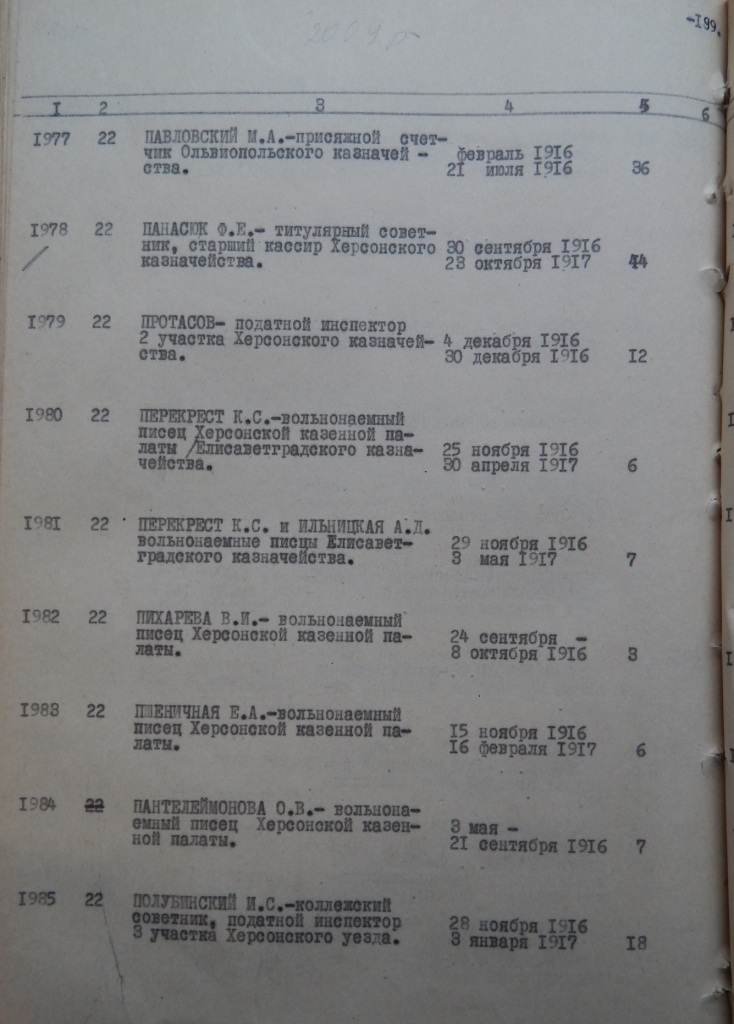 2009 г
-199.
I 2 3 4 5 6
I977 22 ПАВЛОВСКИЙ М.А.-присяжной счет-
чик Ольвиопольского казначей - февраль I9I6
ства. 2I июля I9I6 36
I978 22 ПАНАСЮК Ф.Е.- титулярный совет-
ник, старший кассир Херсонского 30 сентября I9I6
казначейства. 23 октября I9I7 44
I979 22 ПРОТАСОВ- податной инспектор
2 участка Херсонского казначей- 4 декабря I9I6
ства. 30 декабря I9I6 I2
I980 22 ПЕРЕКРЕСТ К.С.-вольнонаемный
писец Херсонской казенной па-
латы /Елисаветградского казна- 25 ноября I9I6
чейства. 30 апреля I9I7 6
I98I 22 ПЕРЕКРЕСТ К.С. и ИЛЬНИЦКАЯ А.Д.
вольнонаемные писцы Елисавет- 29 ноября I9I6
градского казначейства. 3 мая I9I7 7
I982 22 ПИХАРЕВА В.И.- вольнонаемный
писец Херсонской казенной па- 24 сентября -
латы. 8 октября I9I6 3
I983 22 ПШЕНИЧНАЯ Е.А.-вольнонаемный
писец Херсонской казенной па- I5 ноября I9I6
латы. I6 февраля I9I7 6
I984 22 ПАНТЕЛЕЙМОНОВА О.В.- вольнона-
емный писец Херсонской казен- 3 мая -
ной палаты. 2I сентября I9I6 7
I985 22 ПОЛУБИНСКИЙ И.С.-коллежский
советник, податной инспектор 28 ноября I9I6
3 участка Херсонского уезда. 3 января I9I7 I8